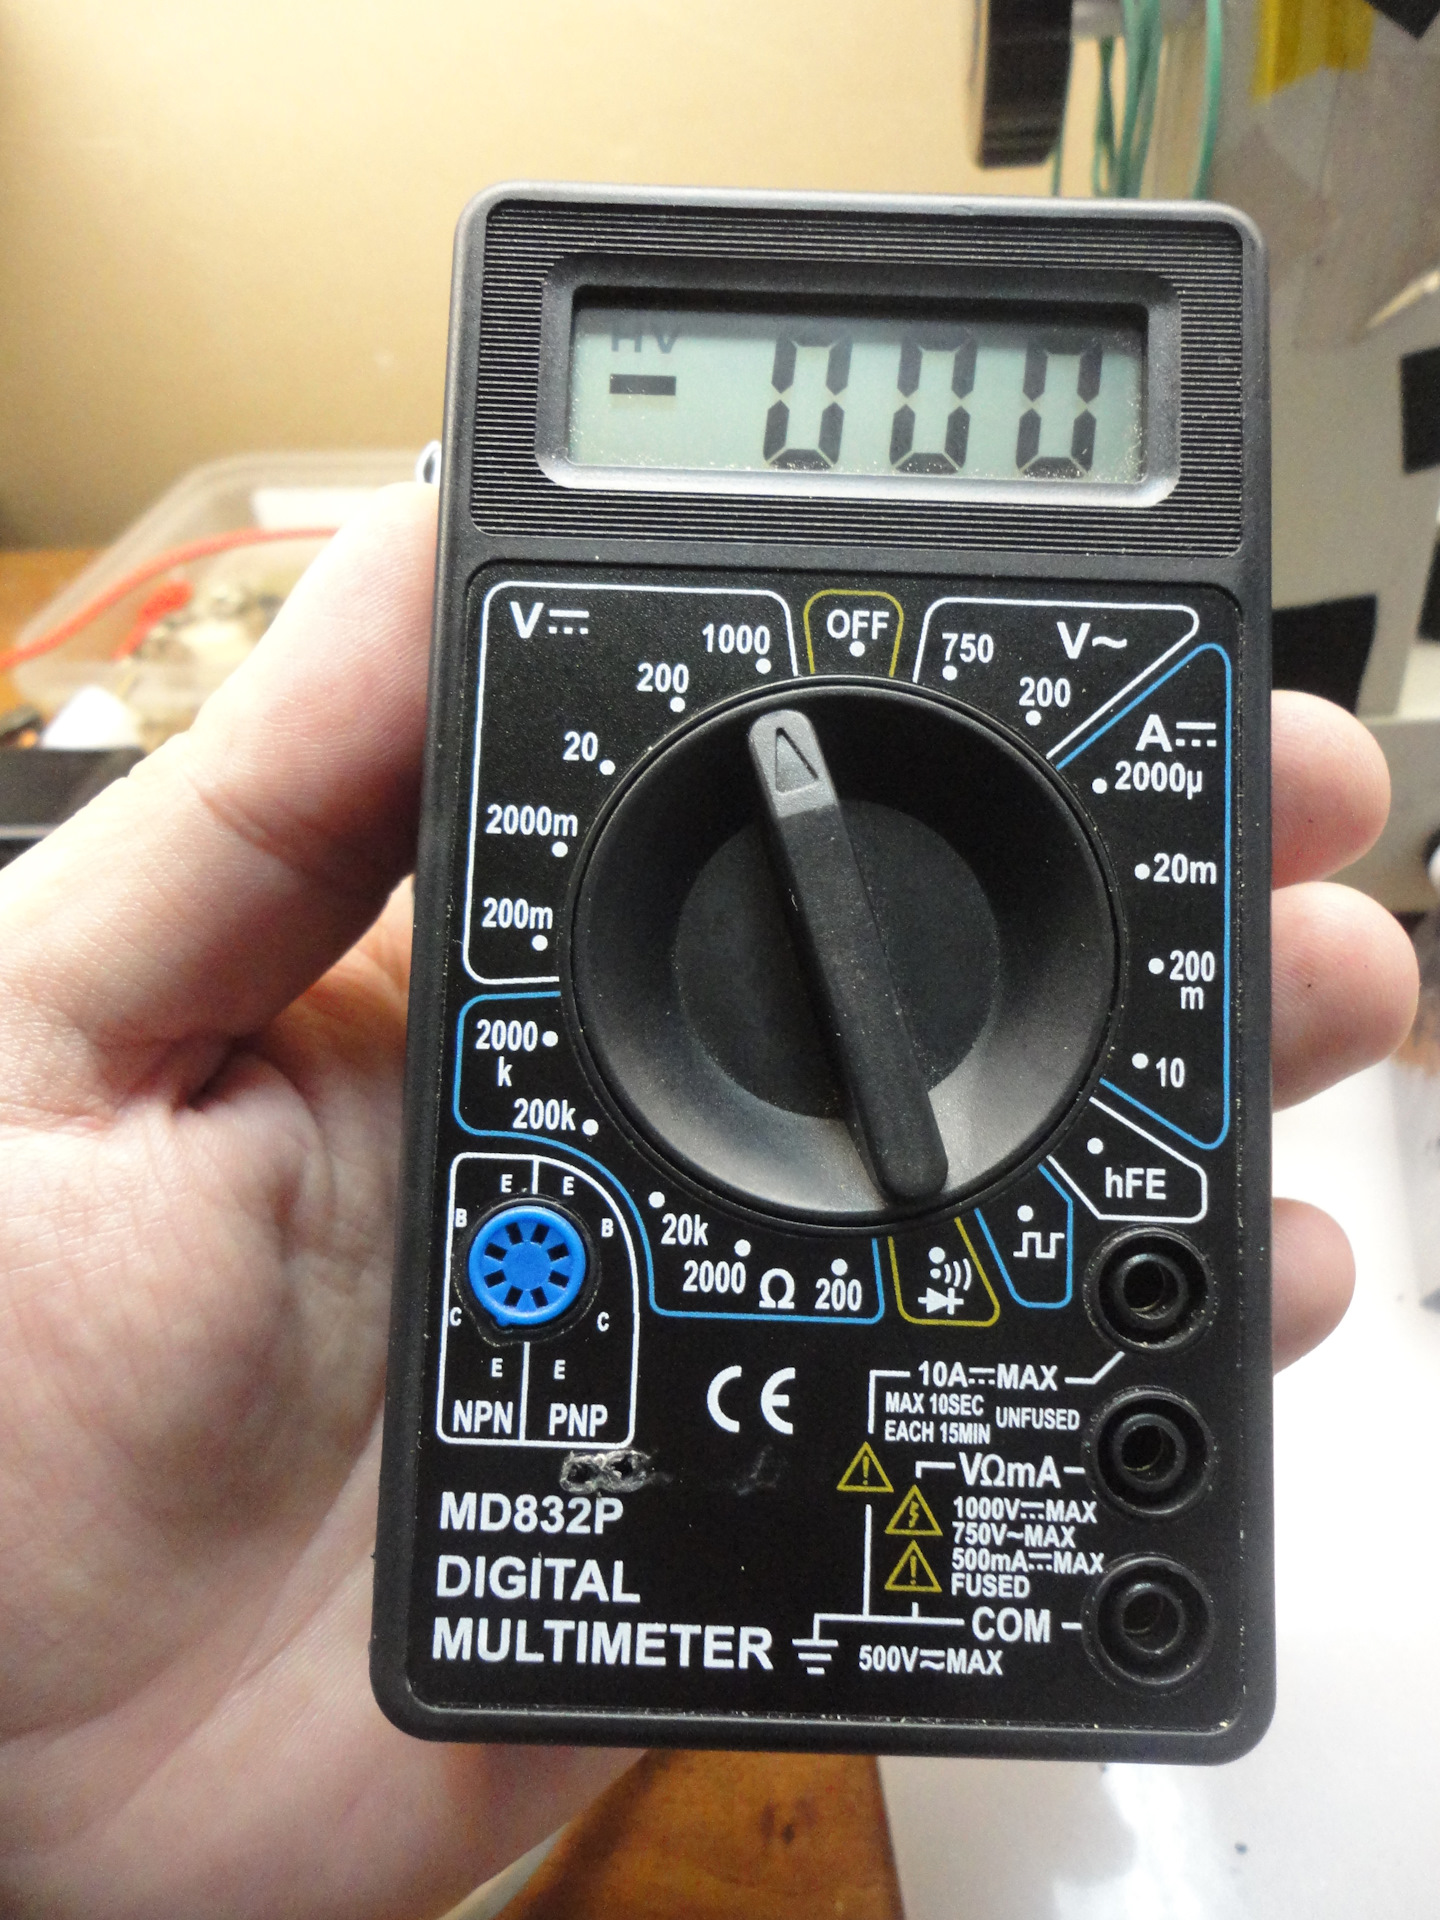 HV
- 000
V⎓
1000
OFF
750
V~
200
200
A⎓
20
2000µ
2000m
20m
200m
200
m
2000
k
10
200k
hFE
E E
B B
20k
2000 Ω 200
C C
E E
NPN PNP
CE
10A⎓MAX
MAX 10SEC
EACH 15MIN
UNFUSED
VΩmA
1000V⎓MAX
750V~MAX
500mA⎓MAX
FUSED
COM
500V⎓MAX
MD832P
DIGITAL
MULTIMETER